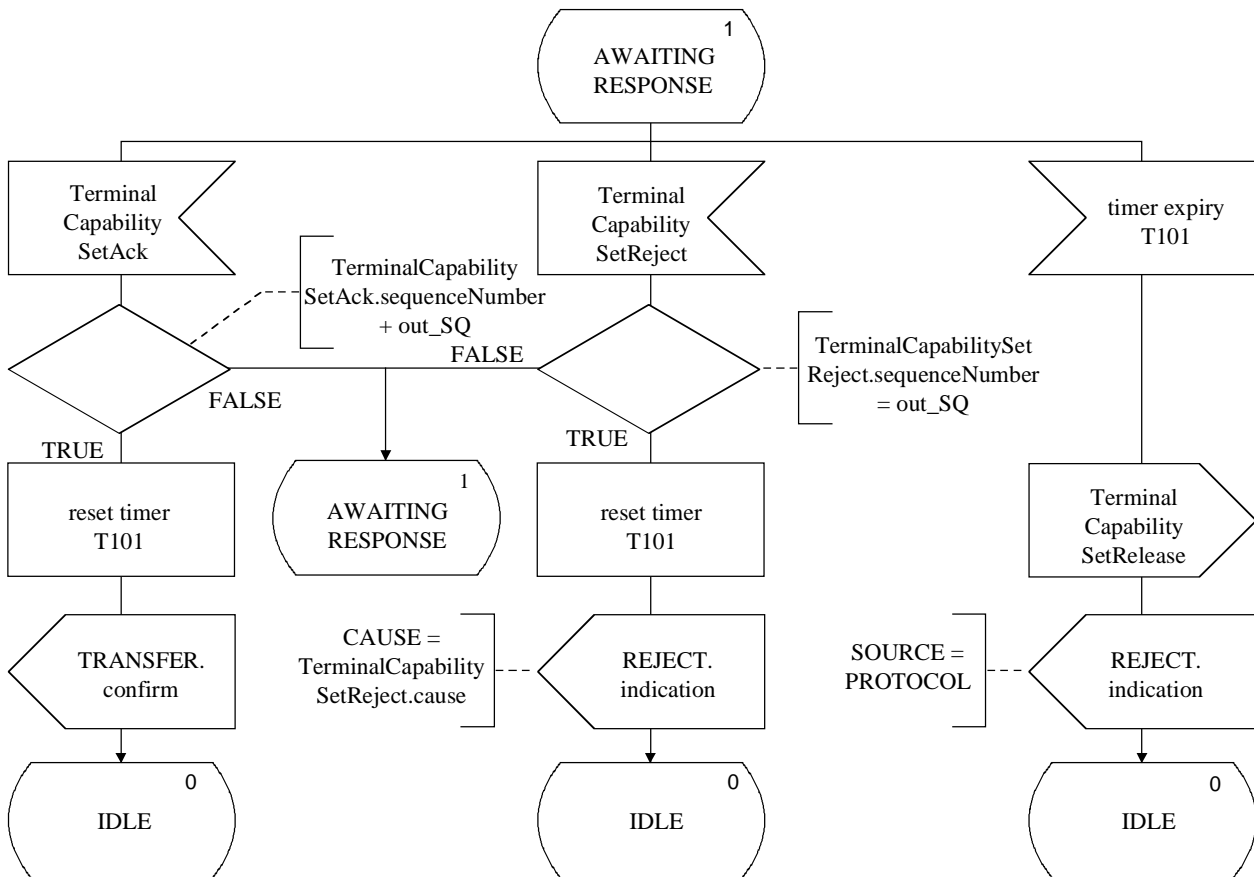 1
AWAITING
RESPONSE
Terminal
Capability
SetAck
Terminal
Capability
SetReject
timer expiry
T101
TerminalCapability
SetAck.sequenceNumber
+ out_SQ
TerminalCapabilitySet
Reject.sequenceNumber
= out_SQ
FALSE
FALSE
TRUE
TRUE
reset timer
T101
1
AWAITING
RESPONSE
reset timer
T101
Terminal
Capability
SetRelease
TRANSFER.
confirm
CAUSE =
TerminalCapability
SetReject.cause
REJECT.
indication
SOURCE =
PROTOCOL
REJECT.
indication
0
IDLE
0
IDLE
0
IDLE